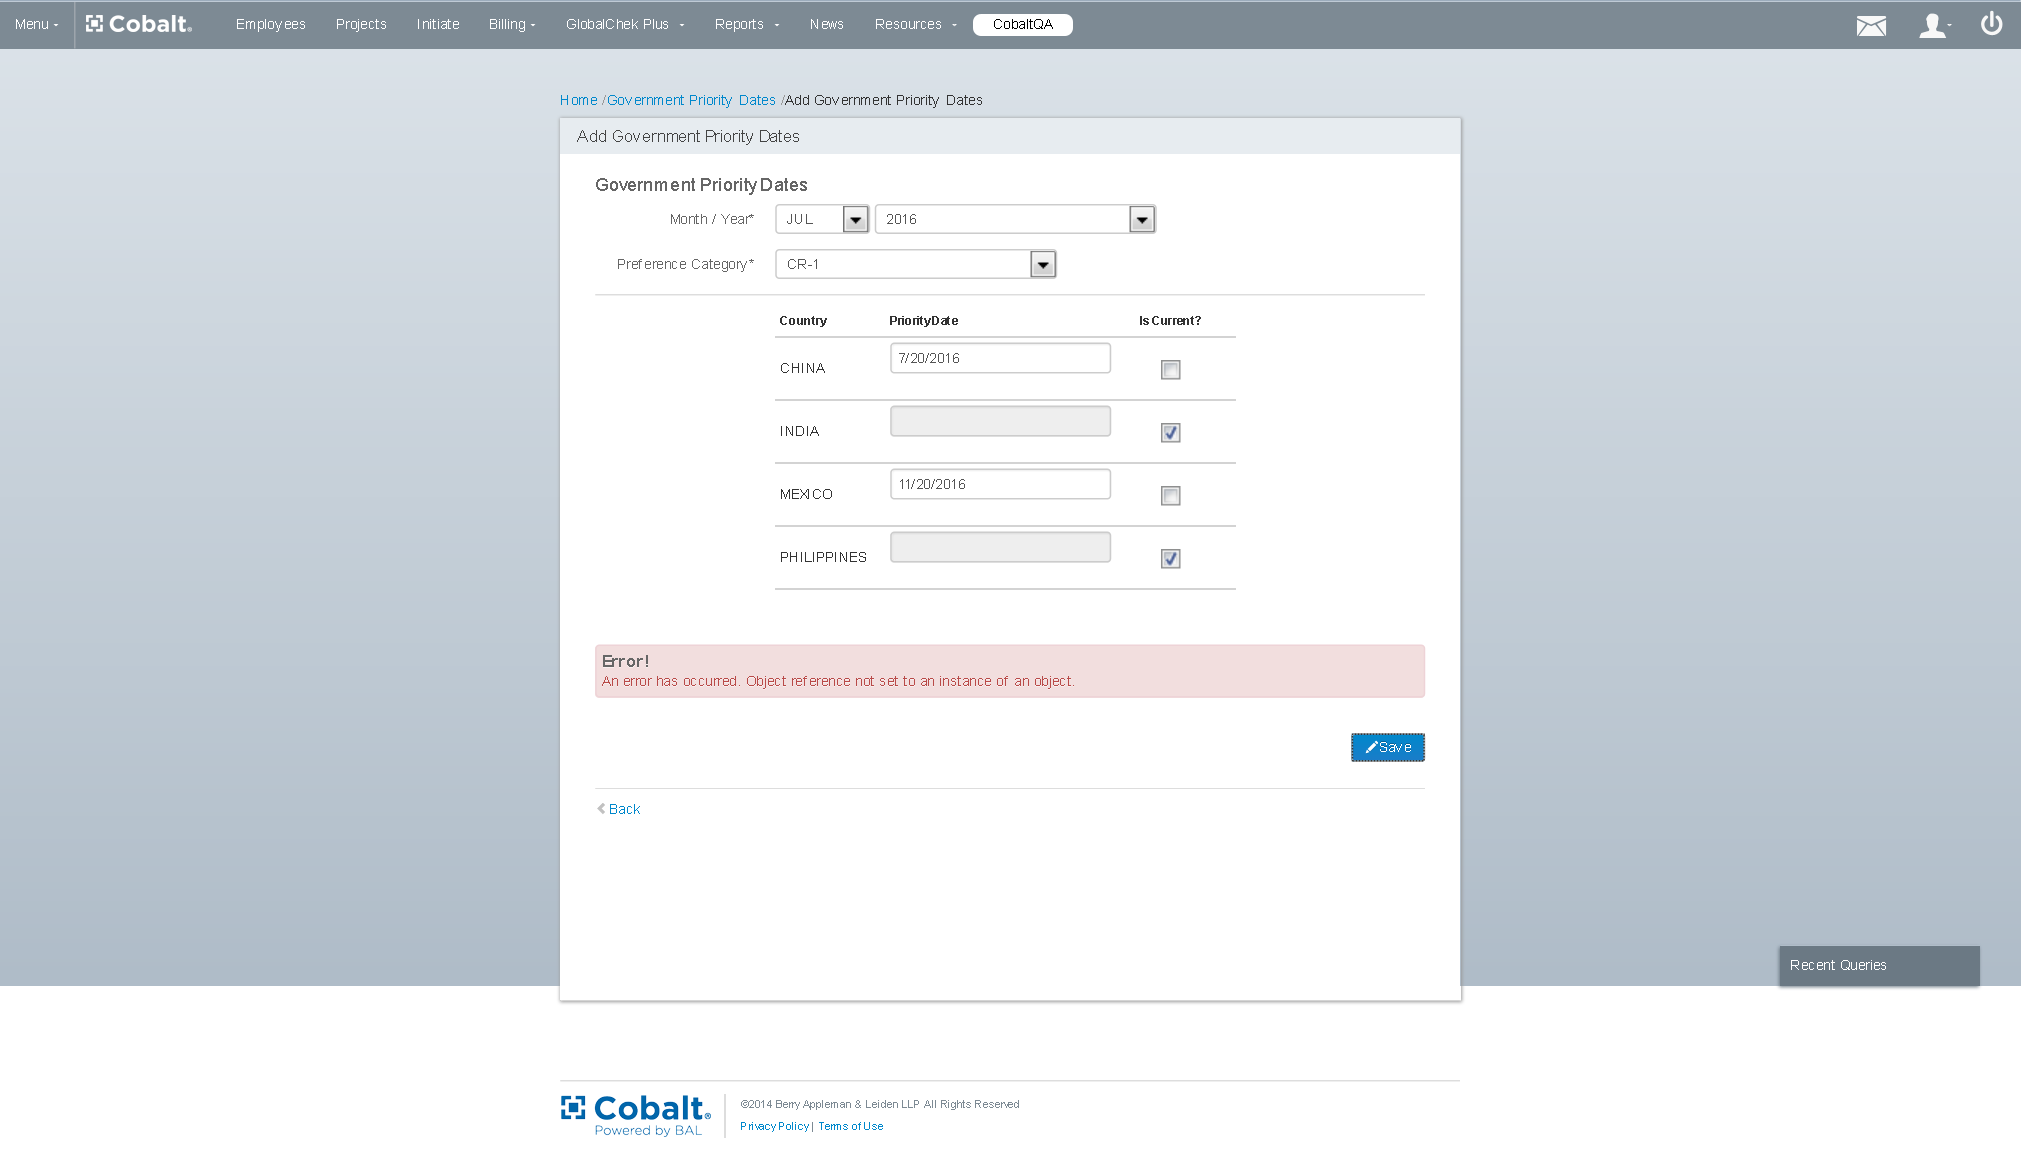 Menu
Cobalt.
Employees
Projects
Initiate
Billing
GlobalChek Plus
Reports
News
Resources
CobaltQA
Home /Government Priority Dates /Add Government Priority Dates
Add Government Priority Dates
Government Priority Dates
Month / Year* JUL 2016
Preference Category* CR-1
Country Priority Date Is Current?
CHINA 7/20/2016
INDIA
MEXICO 11/20/2016
PHILIPPINES
Error!
An error has occurred. Object reference not set to an instance of an object.
Save
Back
Recent Queries
Cobalt.®
Powered by BAL
©2014 Berry Appleman & Leiden LLP All Rights Reserved
Privacy Policy | Terms of Use